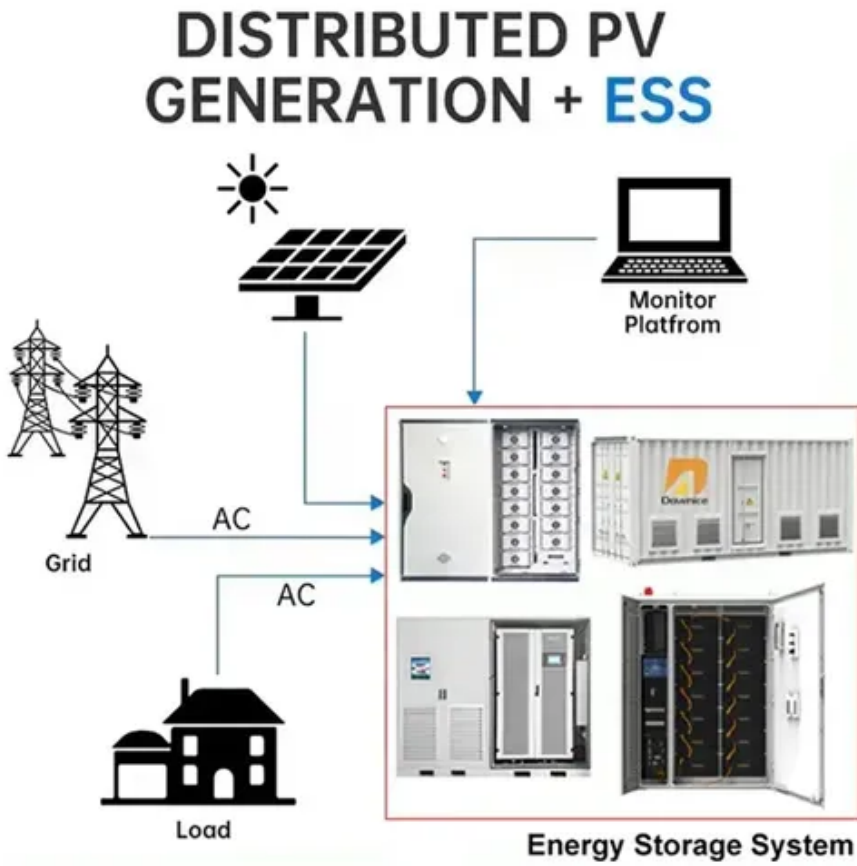 DISTRIBUTED PV
GENERATION + ESS
Monitor
Platfrom
Grid
AC
AC
Load
Dawnice
Energy Storage System